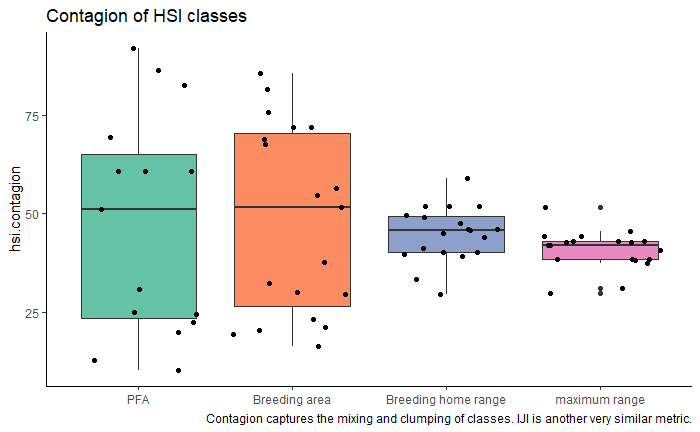 Contagion of HSI classes
hsi.contagion
75
50
25
PFA
Breeding area
Breeding home range
maximum range
Contagion captures the mixing and clumping of classes. IJI is another very similar metric.